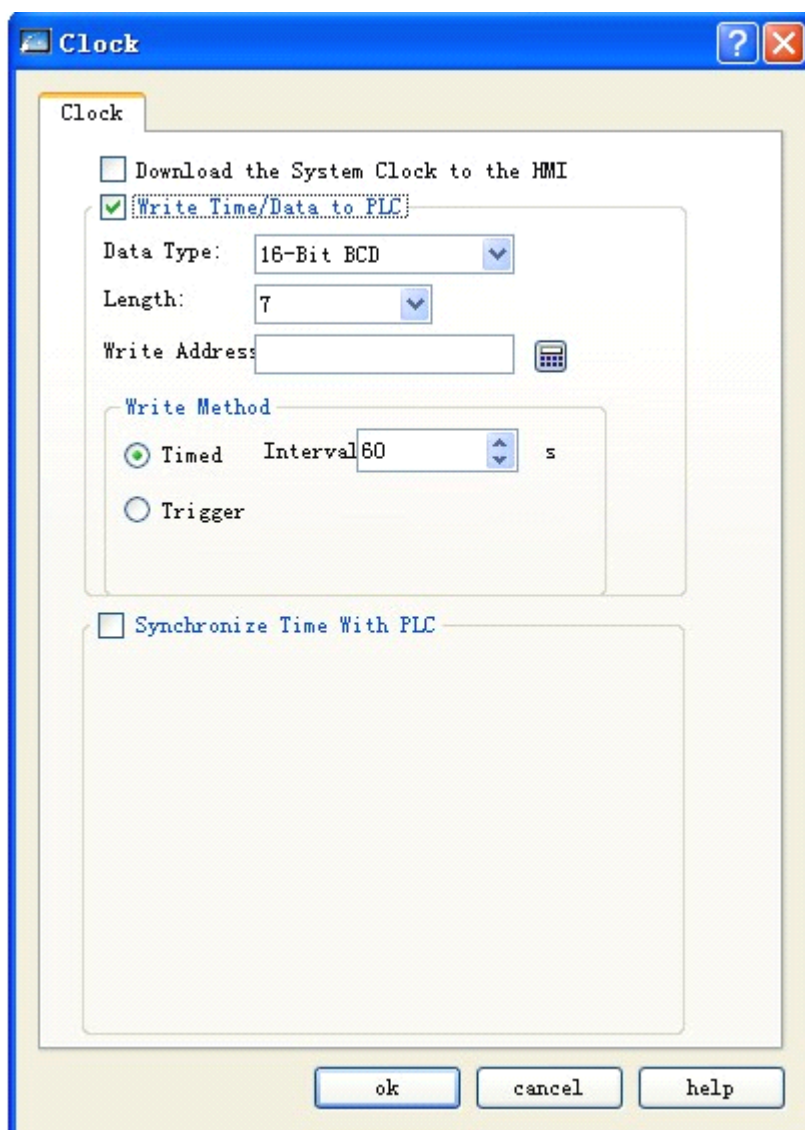 Clock
Clock
Download the System Clock to the HMI
Write Time/Data to PLC
Data Type: 16-Bit BCD
Length: 7
Write Address
Write Method
Timed Interval 60 s
Trigger
Synchronize Time With PLC
ok cancel help